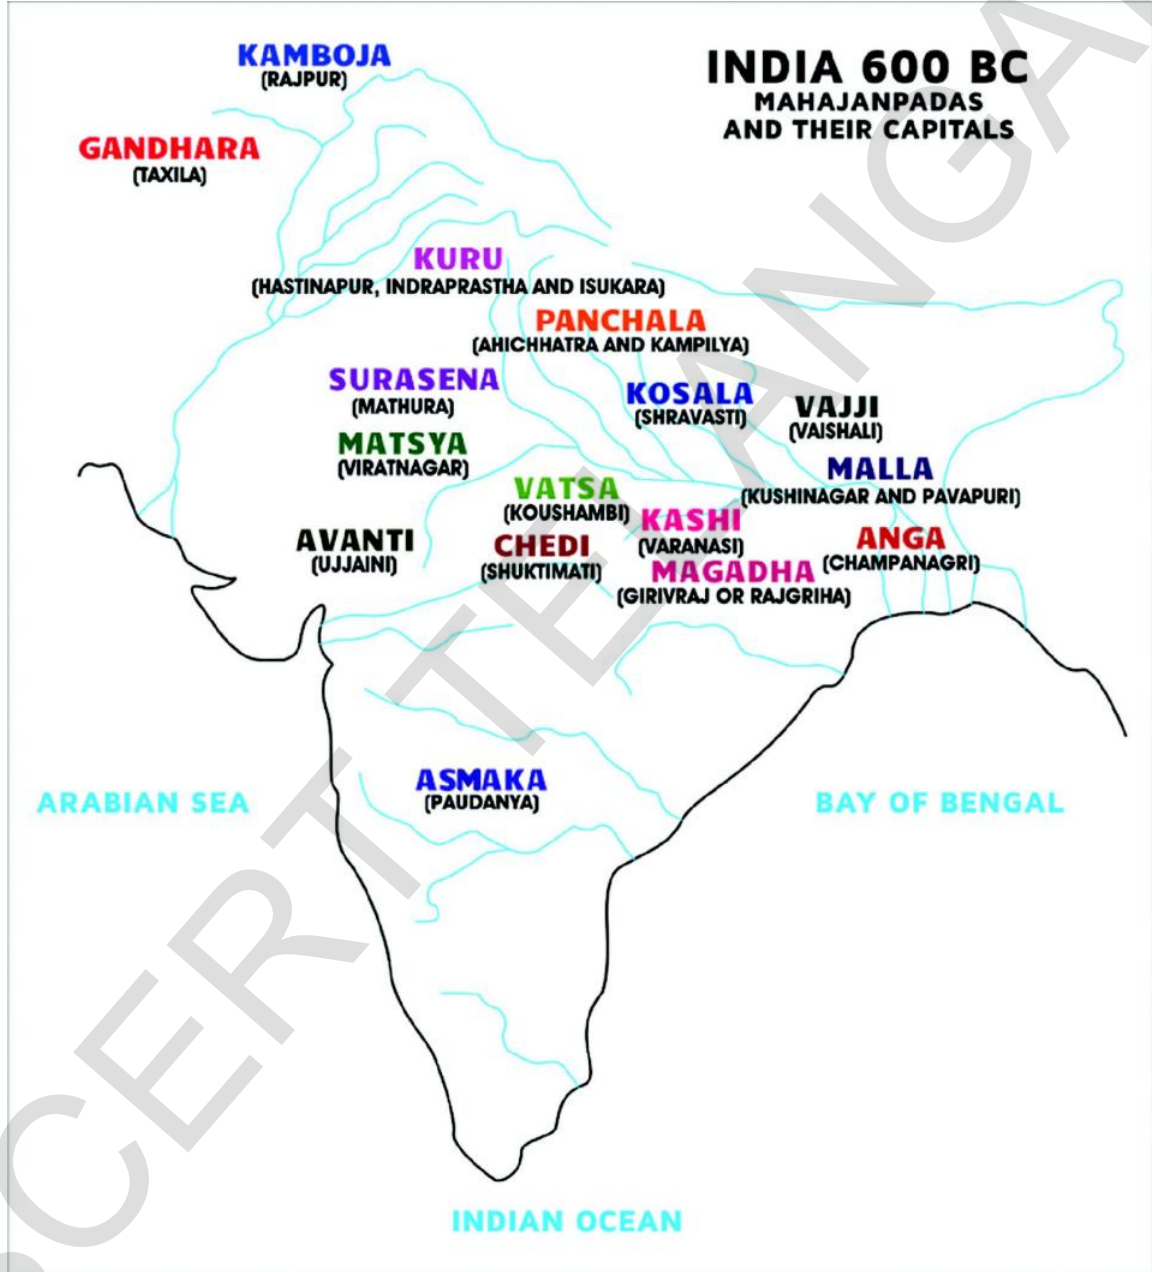 KAMBOJA
(RAJPUR)
INDIA 600 BC
MAHAJANPADAS
AND THEIR CAPITALS
GANDHARA
(TAXILA)
KURU
(HASTINAPUR, INDRAPRASTHA AND ISUKARA)
PANCHALA
(AHICHHATRA AND KAMPILYA)
SURASENA
(MATHURA)
KOSALA
(SHRAVASTI)
VAJJI
(VAISHALI)
MATSYA
(VIRATNAGAR)
MALLA
(KUSHINAGAR AND PAVAPURI)
VATSA
(KOUSHAMBI)
KASHI
(VARANASI)
AVANTI
(UJJAINI)
CHEDI
(SHUKTIMATI)
ANGA
(CHAMPANAGRI)
MAGADHA
(GIRIVRAJ OR RAJGRIHA)
ASMAKA
(PAUDANYA)
ARABIAN SEA
BAY OF BENGAL
INDIAN OCEAN
SCERT TELANGANA